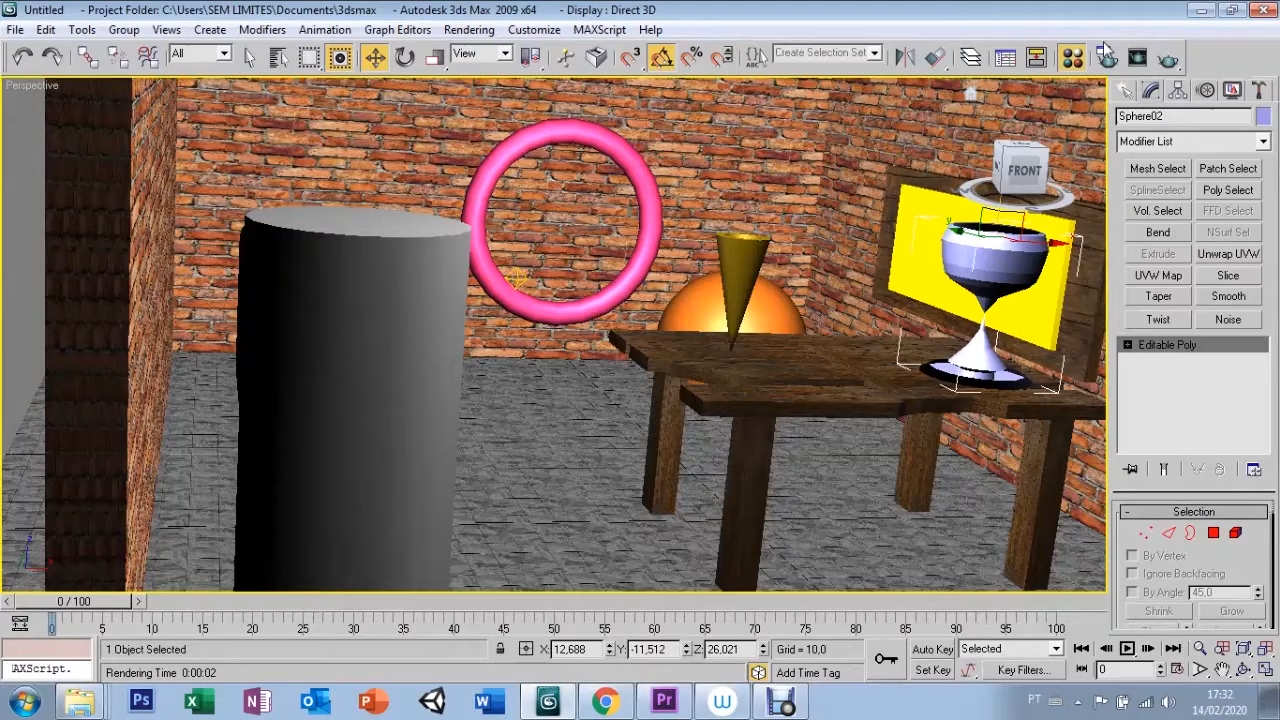 Untitled - Project Folder: C:\Users\SEM LIMITES\Documents\3dsmax - Autodesk 3ds Max 2009 x64 - Display : Direct 3D
File Edit Tools Group Views Create Modifiers Animation Graph Editors Rendering Customize MAXScript Help
All View Create Selection Set
Perspective
FRONT
Sphere02
Modifier List
Mesh Select Patch Select
SplineSelect Poly Select
Vol. Select FFD Select
Bend NSurf Sel
Extrude Unwrap UVW
UVW Map Slice
Taper Smooth
Twist Noise
Editable Poly
Selection
By Vertex
Ignore Backfacing
By Angle: 45,0
Shrink Grow
0 / 100
0 5 10 15 20 25 30 35 40 45 50 55 60 65 70 75 80 85 90 95 100
1 Object Selected X: 12,688 Y: -11,512 Z: 26,021 Grid = 10,0 Auto Key Selected
AXScript. Rendering Time 0:00:02 Add Time Tag Set Key Key Filters... 0
PT 17:32
14/02/2020